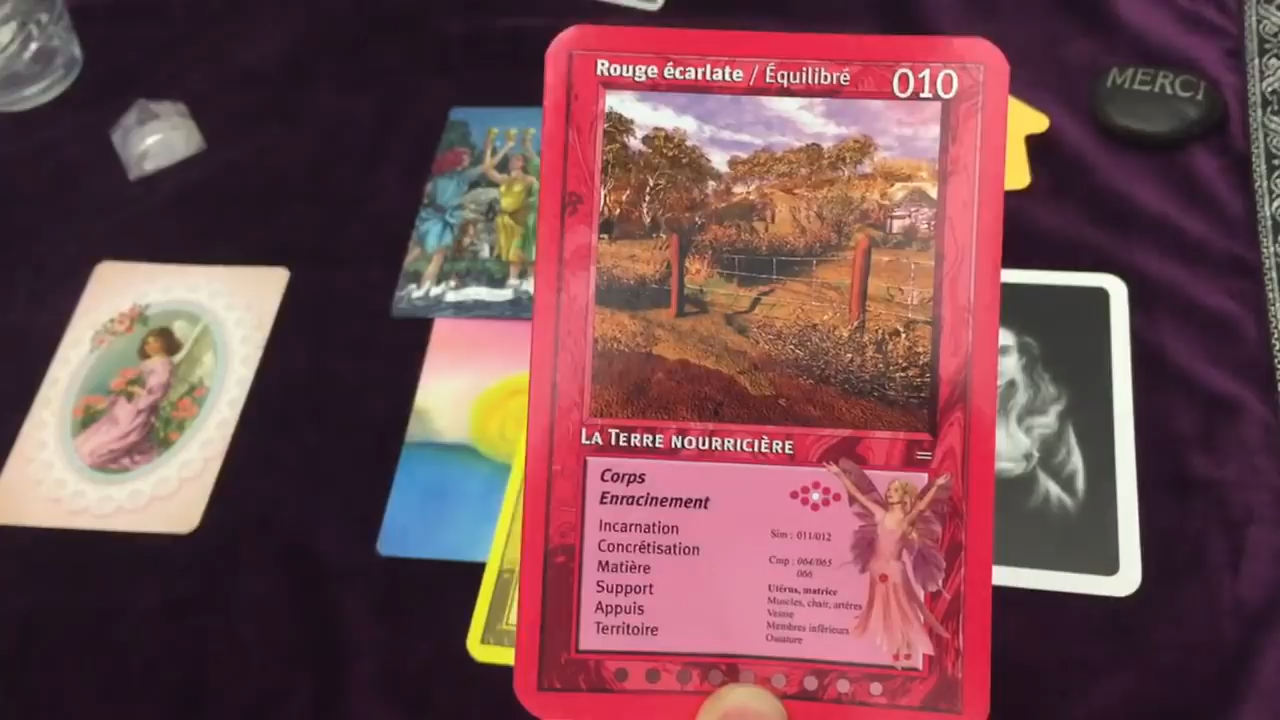 Rouge écarlate / Équilibré 010
MERCI
LA TERRE NOURRICIÈRE
=
Corps
Enracinement
Incarnation
Concrétisation
Matière
Support
Appuis
Territoire
Sim : 011/012
Cmp : 064/065
066
Utérus, matrice
Muscles, chair, artères
Veisse
Membres inférieurs
Ossature